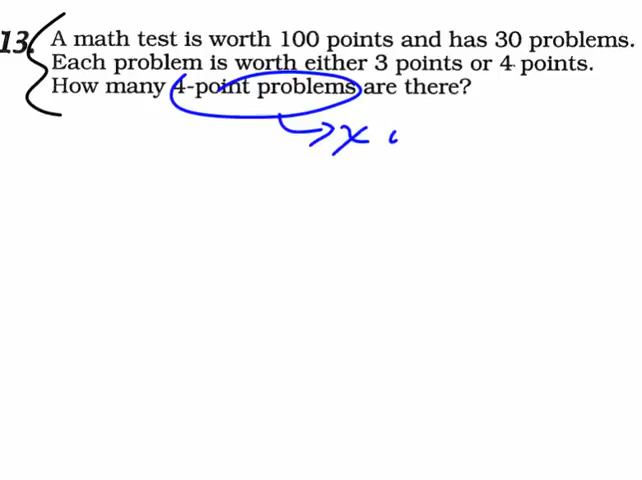 13. A math test is worth 100 points and has 30 problems.
Each problem is worth either 3 points or 4 points.
How many 4-point problems are there?
x